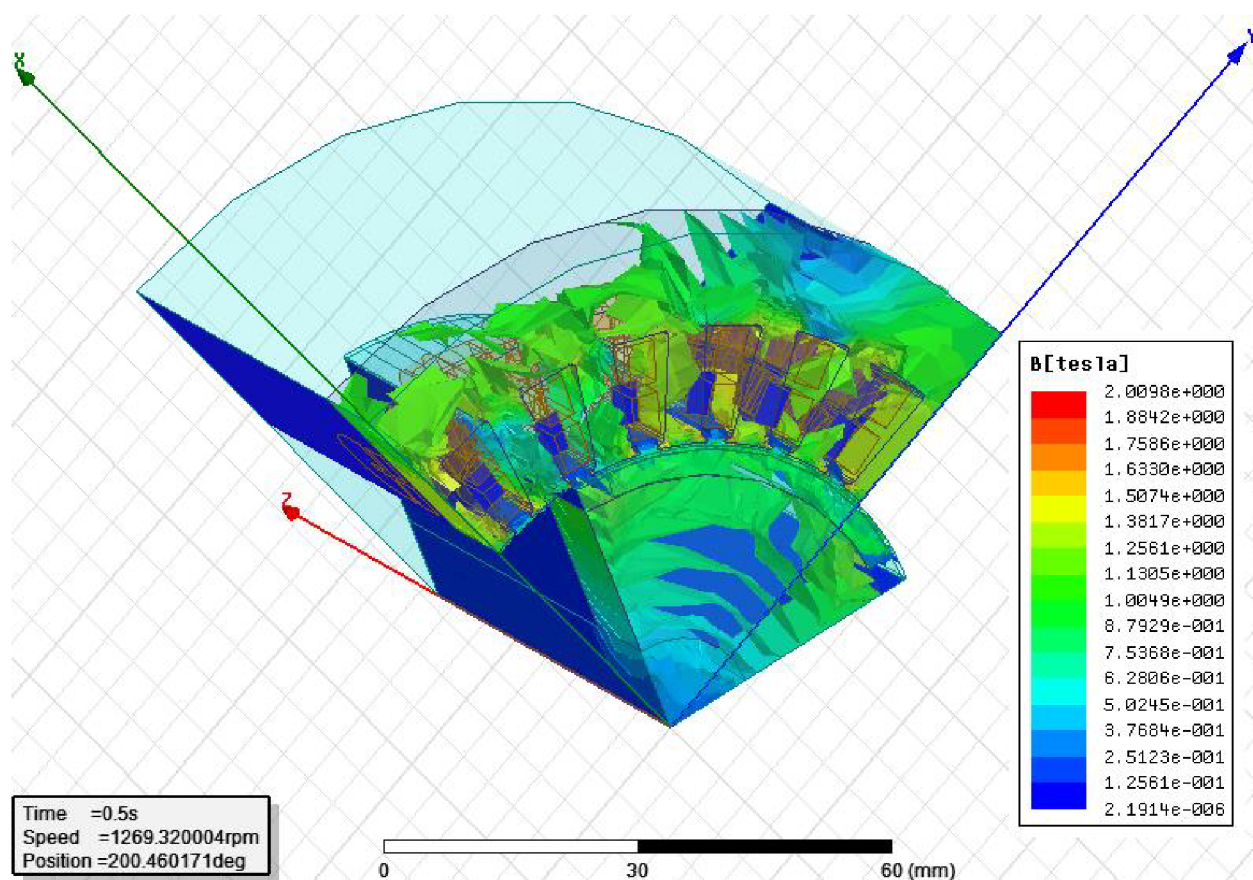 X
Y
Z
B[tesla]
2.0098e+000
1.8842e+000
1.7586e+000
1.6330e+000
1.5074e+000
1.3817e+000
1.2561e+000
1.1305e+000
1.0049e+000
8.7929e-001
7.5368e-001
6.2806e-001
5.0245e-001
3.7684e-001
2.5123e-001
1.2561e-001
2.1914e-006
Time =0.5s
Speed =1269.320004rpm
Position =200.460171deg
0 30 60 (mm)